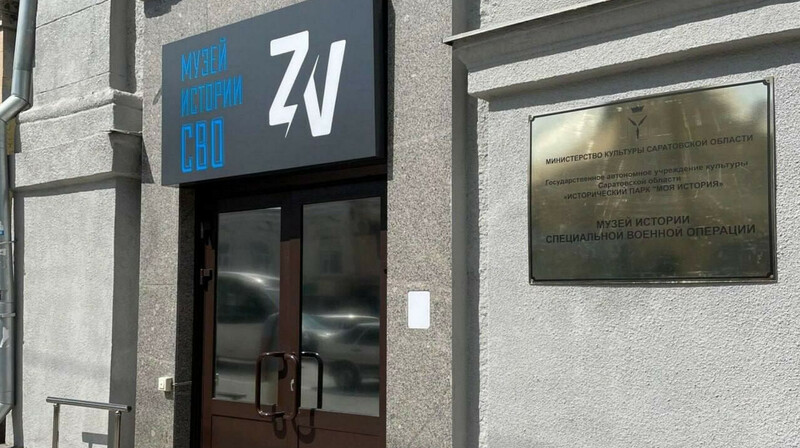 МУЗЕЙ
ИСТОРИИ
СВО
ZV
МИНИСТЕРСТВО КУЛЬТУРЫ САРАТОВСКОЙ ОБЛАСТИ
Государственное автономное учреждение культуры
Саратовской области
«ИСТОРИЧЕСКИЙ ПАРК "МОЯ ИСТОРИЯ»
МУЗЕЙ ИСТОРИИ
СПЕЦИАЛЬНОЙ ВОЕННОЙ ОПЕРАЦИИ